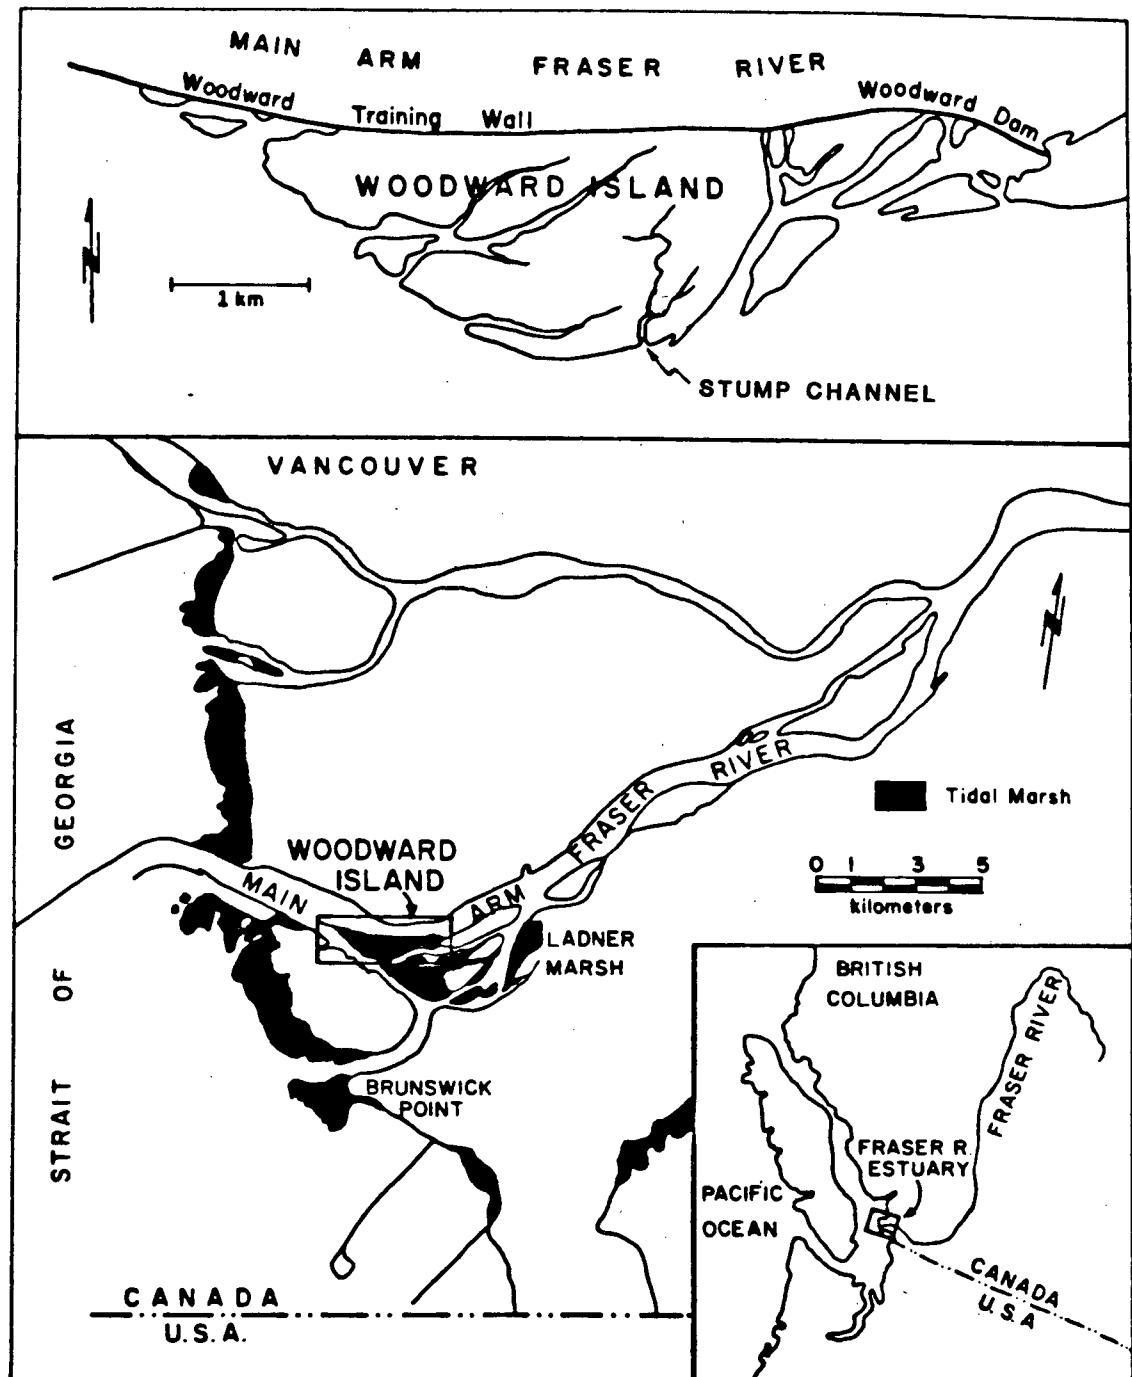 MAIN ARM FRASER RIVER
Woodward Training Wall
Woodward Dam
WOODWARD ISLAND
N
1 km
STUMP CHANNEL
VANCOUVER
N
GEORGIA
STRAIT OF
RIVER
FRASER
Tidal Marsh
0 1 3 5
kilometers
WOODWARD
ISLAND
MAIN
ARM
LADNER
MARSH
BRUNSWICK
POINT
CANADA
U.S.A.
BRITISH
COLUMBIA
FRASER RIVER
FRASER R.
ESTUARY
PACIFIC
OCEAN
CANADA
U.S.A